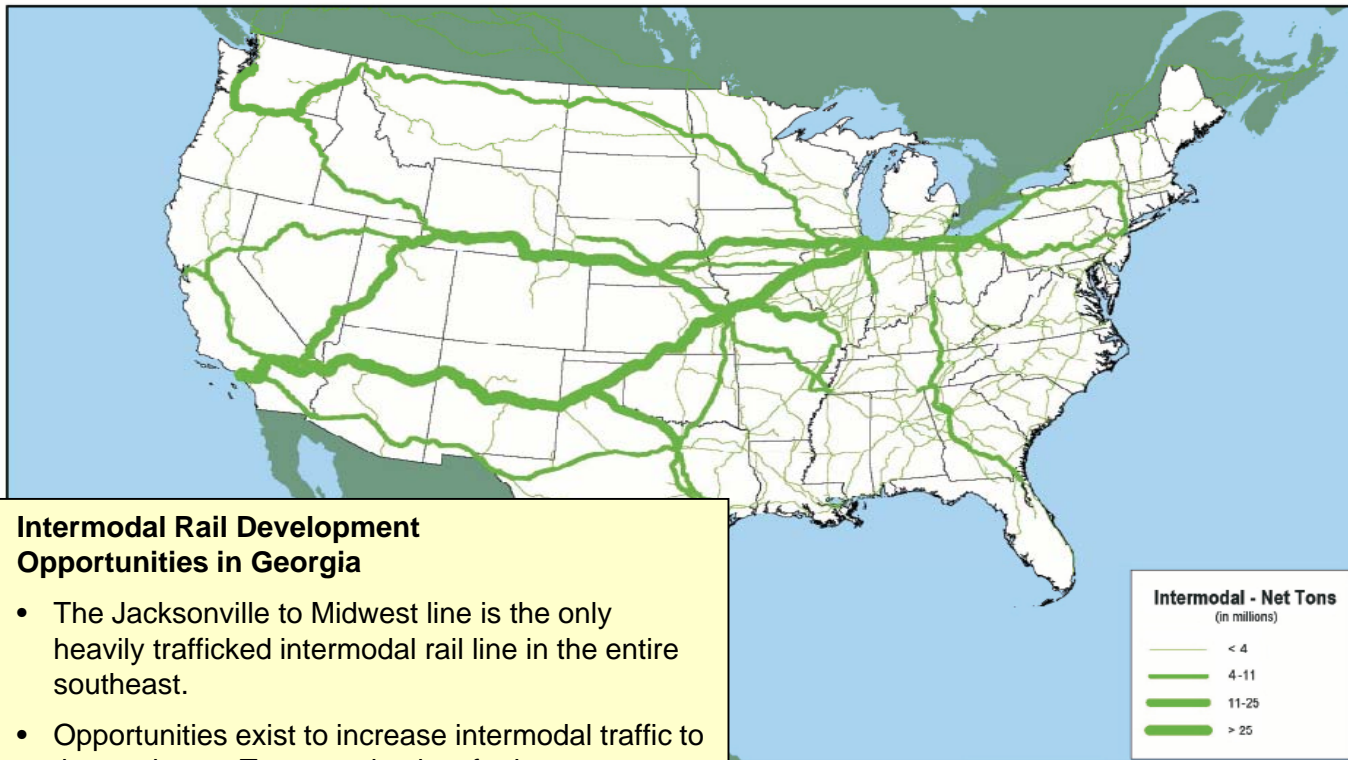 Intermodal Rail Development
Opportunities in Georgia
• The Jacksonville to Midwest line is the only
heavily trafficked intermodal rail line in the entire
southeast.
• Opportunities exist to increase intermodal traffic to
Intermodal - Net Tons
(in millions)
< 4
4-11
11-25
> 25